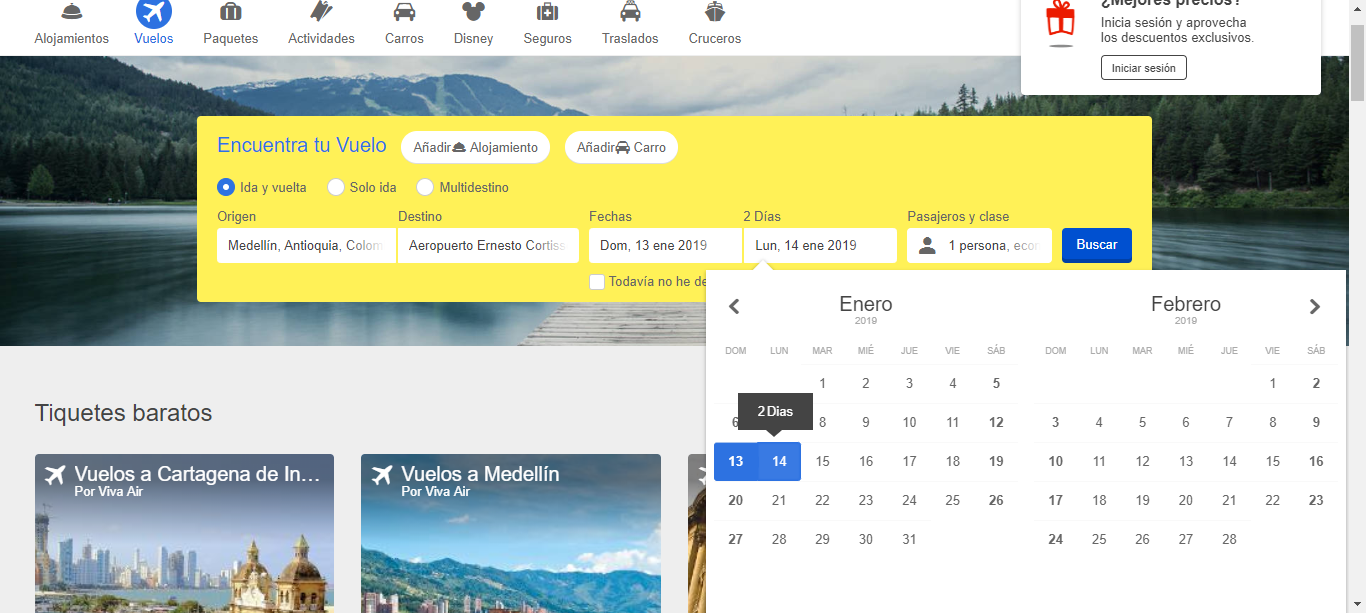 Alojamientos Vuelos Paquetes Actividades Carros Disney Seguros Traslados Cruceros
¿Mejores precios?
Inicia sesión y aprovecha
los descuentos exclusivos.
Iniciar sesión
Encuentra tu Vuelo Añadir Alojamiento Añadir Carro
Ida y vuelta Solo ida Multidestino
Origen Destino Fechas 2 Días Pasajeros y clase
Medellín, Antioquia, Colom Aeropuerto Ernesto Cortiss Dom, 13 ene 2019 Lun, 14 ene 2019 1 persona, econ Buscar
Todavía no he de
Enero Febrero
2019 2019
DOM LUN MAR MIÉ JUE VIE SÁB DOM LUN MAR MIÉ JUE VIE SÁB
1 2 3 4 5 1 2
2 Dias
6 8 9 10 11 12 3 4 5 6 7 8 9
13 14 15 16 17 18 19 10 11 12 13 14 15 16
20 21 22 23 24 25 26 17 18 19 20 21 22 23
27 28 29 30 31 24 25 26 27 28
Tiquetes baratos
Vuelos a Cartagena de In... Vuelos a Medellín
Por Viva Air Por Viva Air